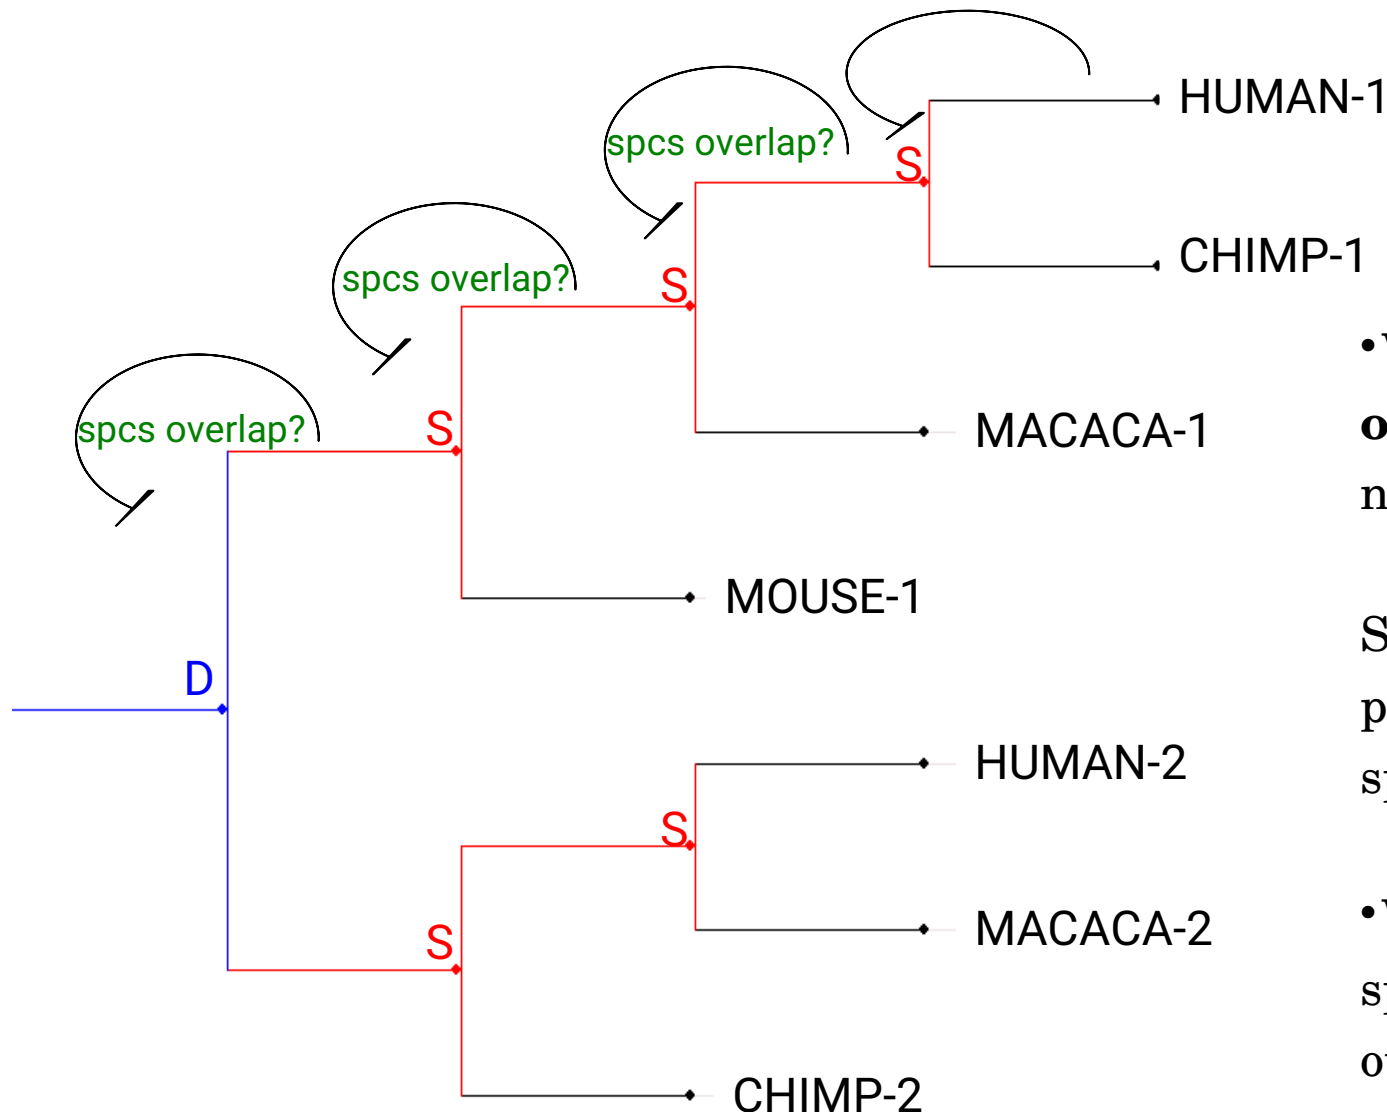 HUMAN-1
spcs overlap?
S
CHIMP-1
spcs overlap?
S
S
MACACA-1
spcs overlap?
MOUSE-1
D
HUMAN-2
S
MACACA-2
S
CHIMP-2